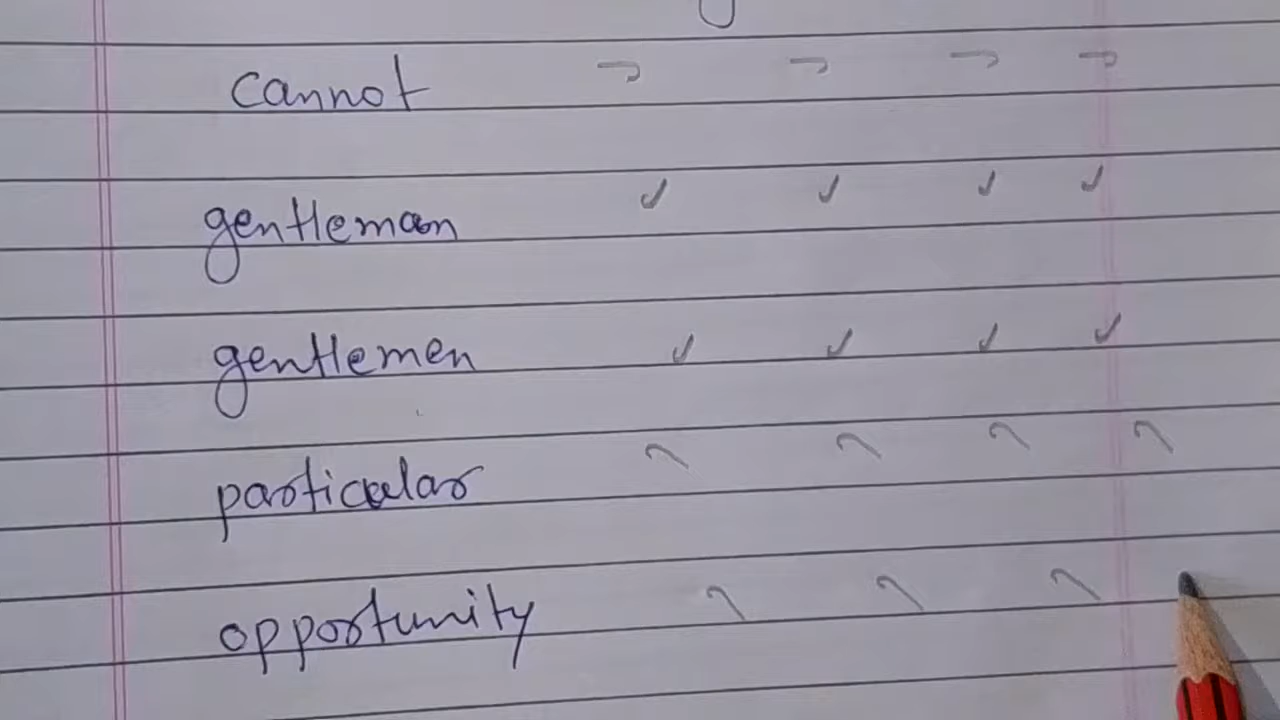 cannot
gentleman
gentlemen
particular
opportunity